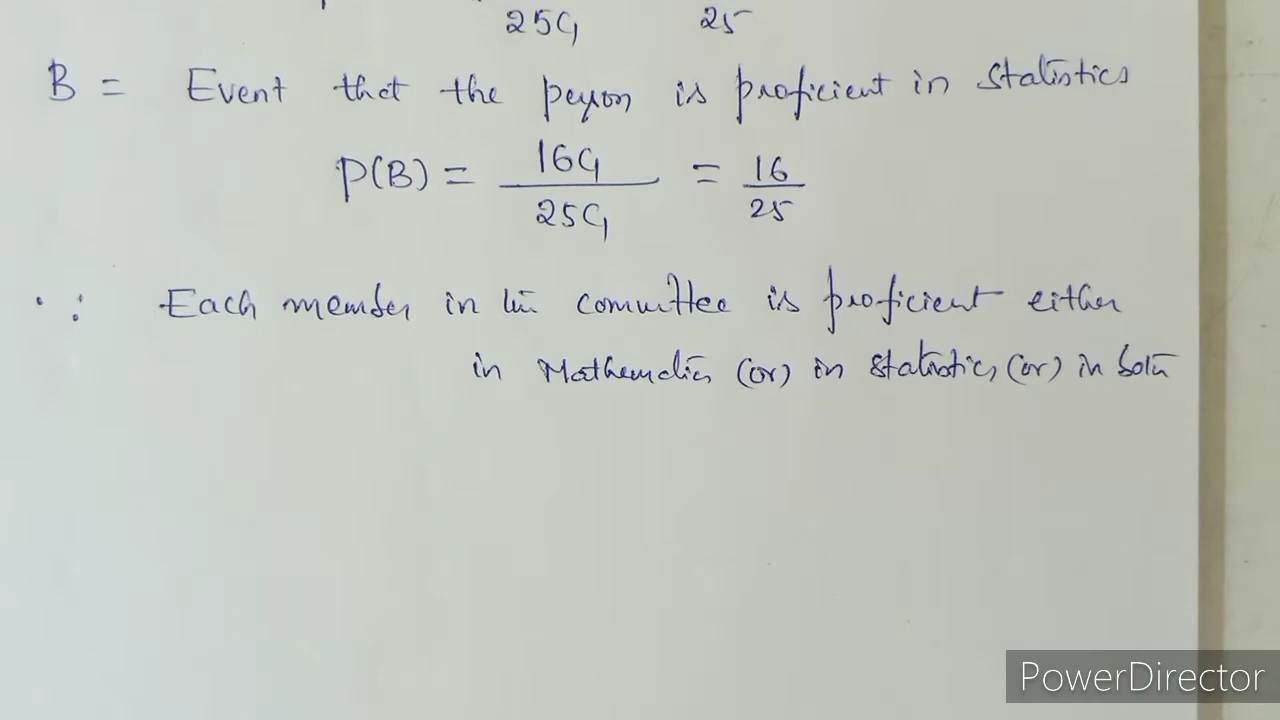 25C₁ 25
B = Event that the person is proficient in Statistics
P(B) = 16C₁ / 25C₁ = 16 / 25
∵ Each member in the committee is proficient either
in Mathematics (or) in Statistics (or) in both
PowerDirector